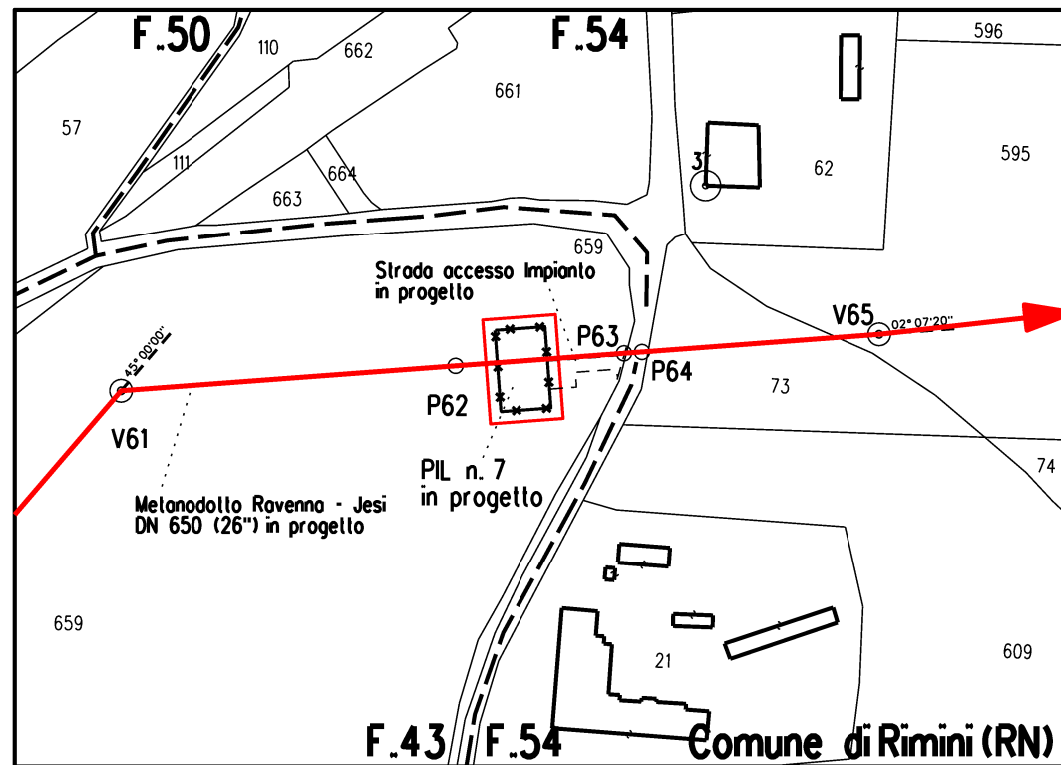 F.50
F.54
110
662
596
661
57
595
111
664
3
62
663
659
Strada accesso Impianto
in progetto
V65
02° 07'20"
P63
45° 00'00"
P64
73
P62
V61
74
PIL n. 7
in progetto
Metanodotto Ravenna - Jesi
DN 650 (26") in progetto
659
21
609
F.43
F.54
Comune di Rimini (RN)